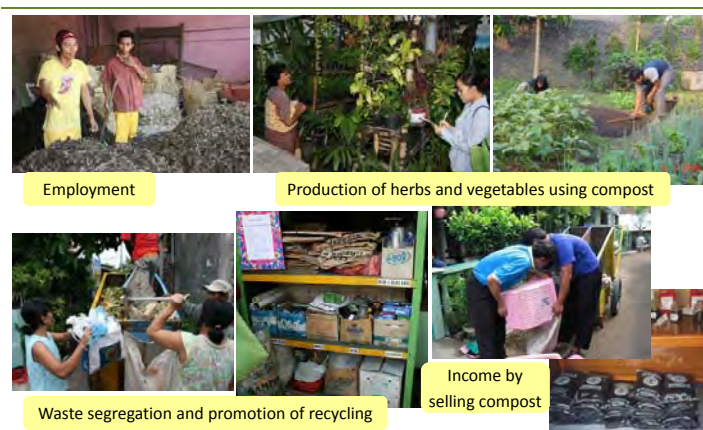 Employment
Production of herbs and vegetables using compost
Waste segregation and promotion of recycling
Income by
selling compost